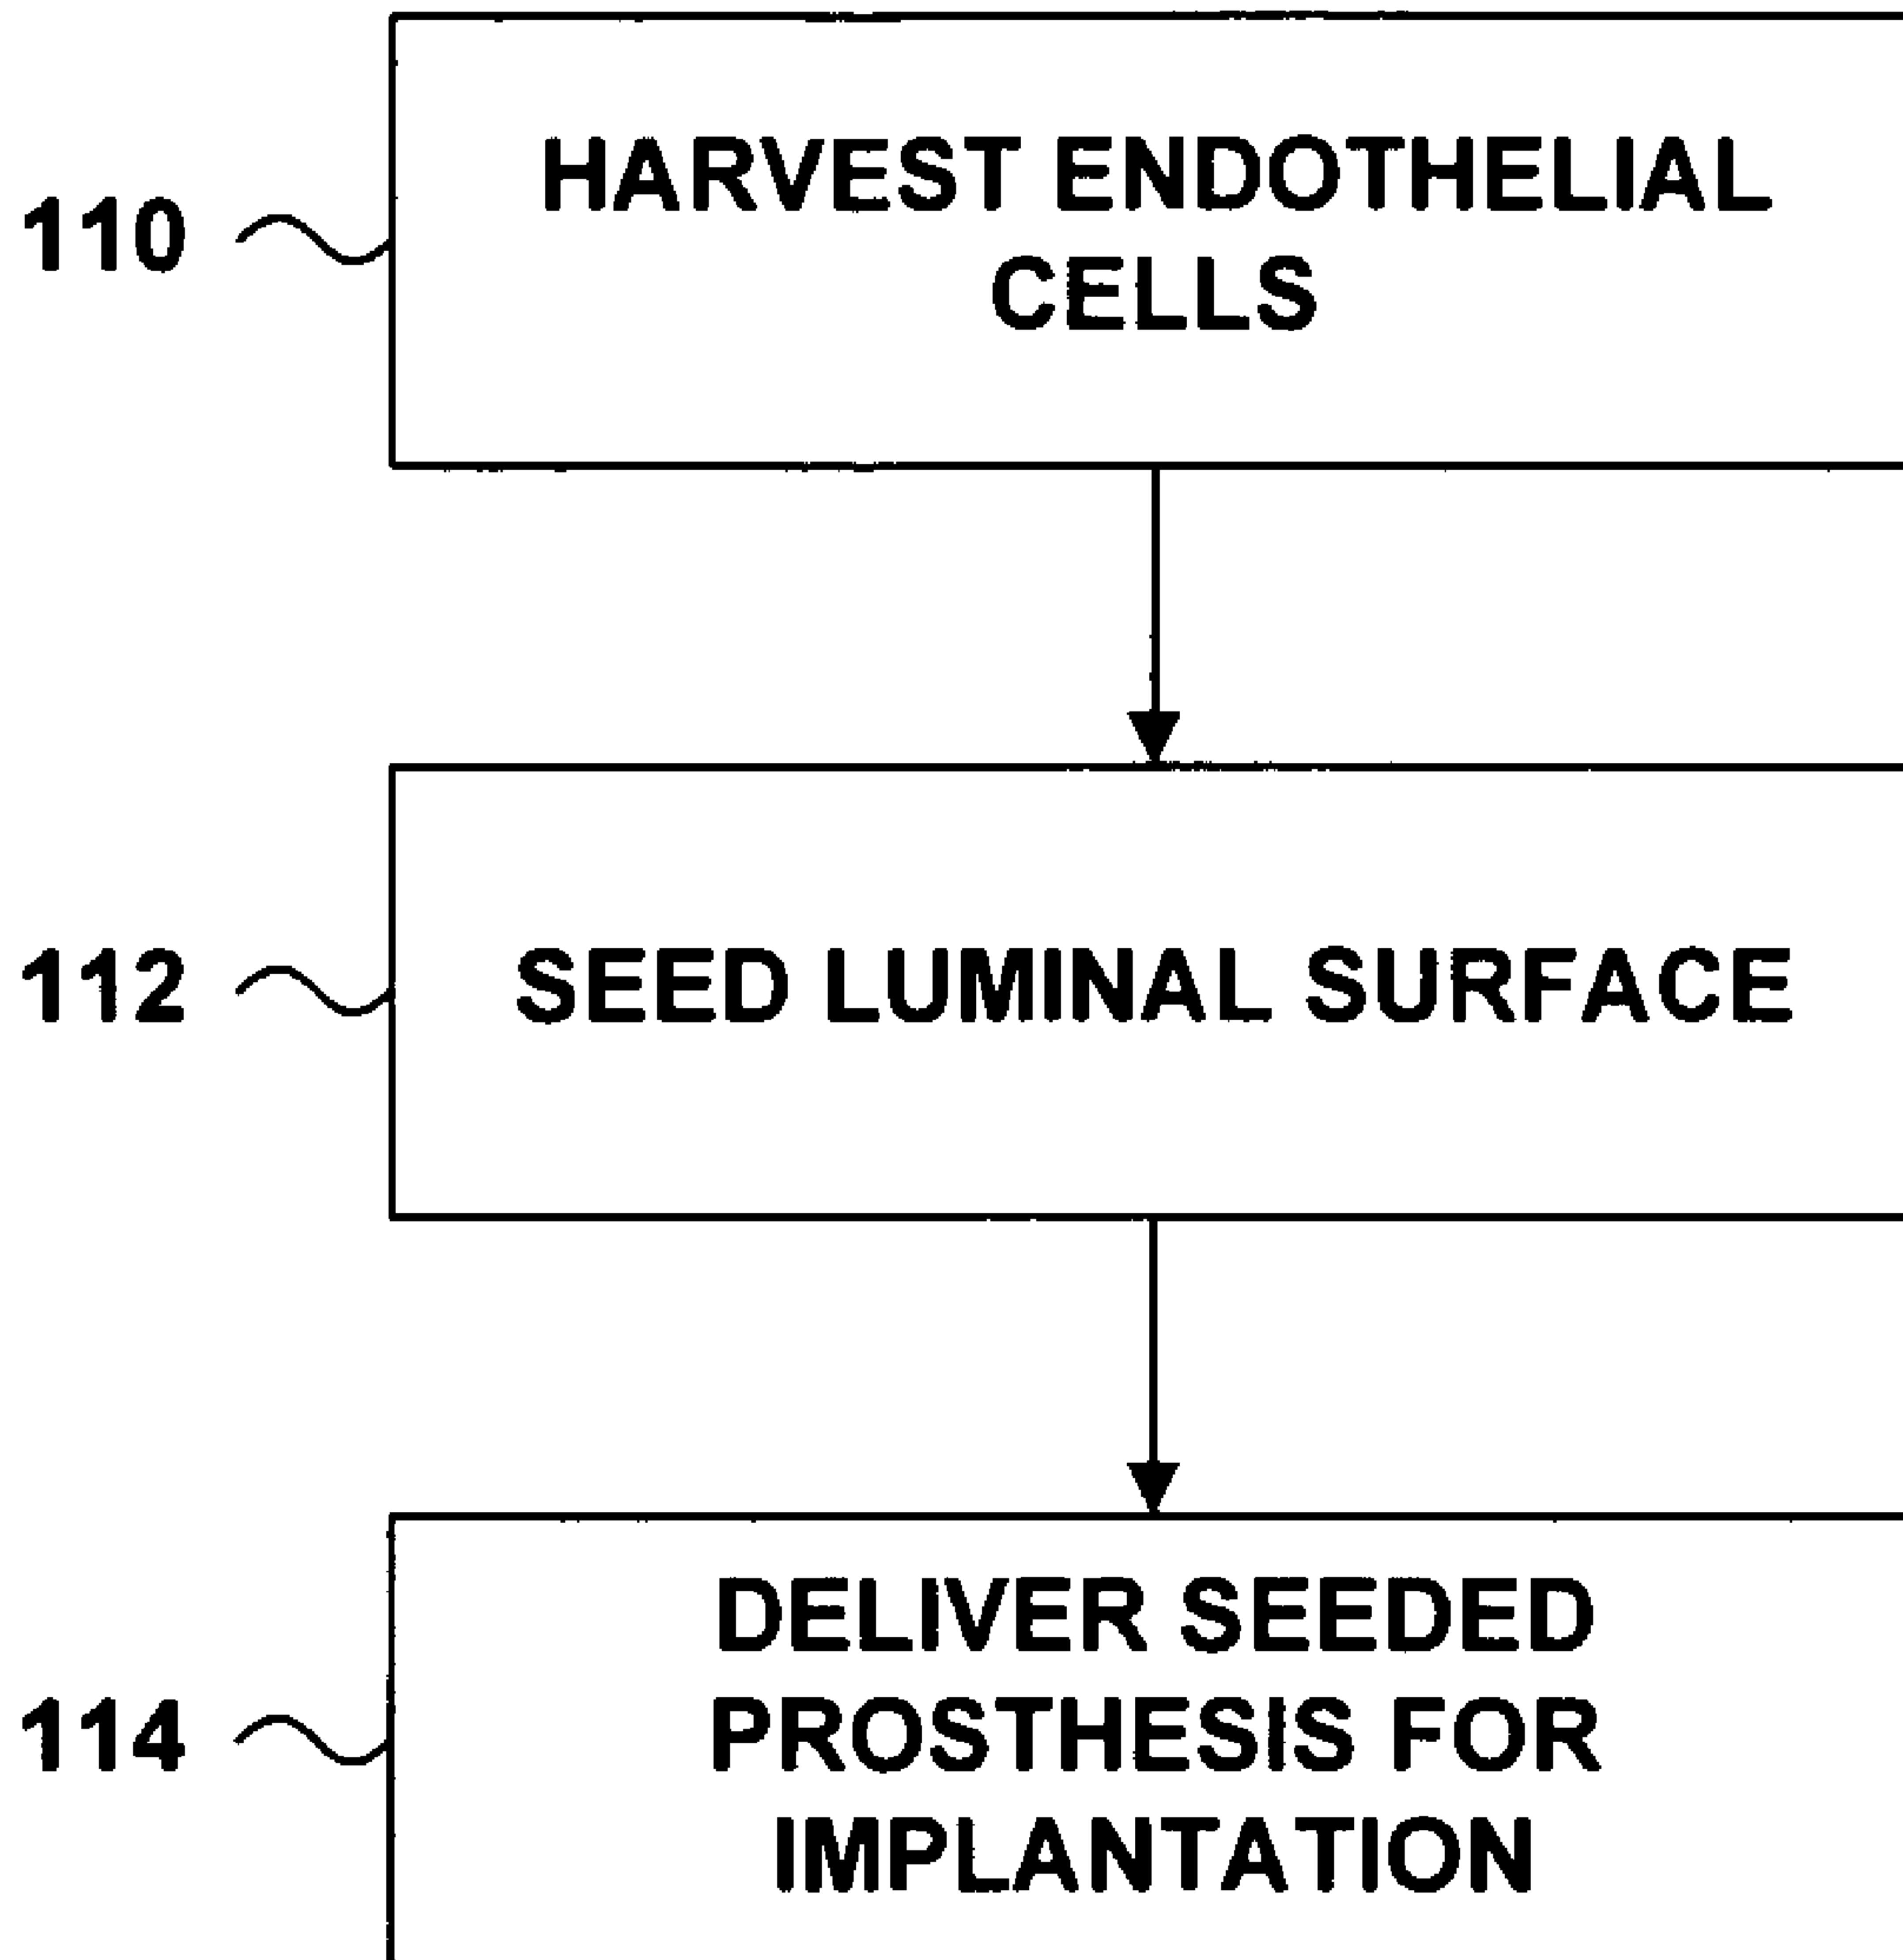 110
HARVEST ENDOTHELIAL
CELLS
112
SEED LUMINAL SURFACE
114
DELIVER SEEDED
PROSTHESIS FOR
IMPLANTATION